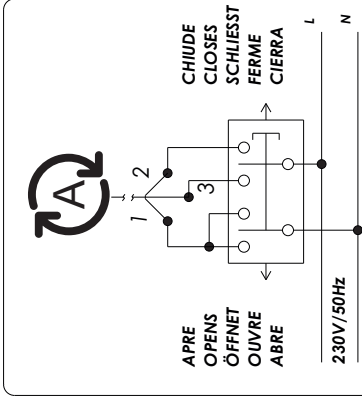 A
1
2
3
APRE
OPENS
ÖFFNET
OUVRE
ABRE
CHIUDE
CLOSES
SCHLIESST
FERME
CIERRA
L
N
230V/50Hz